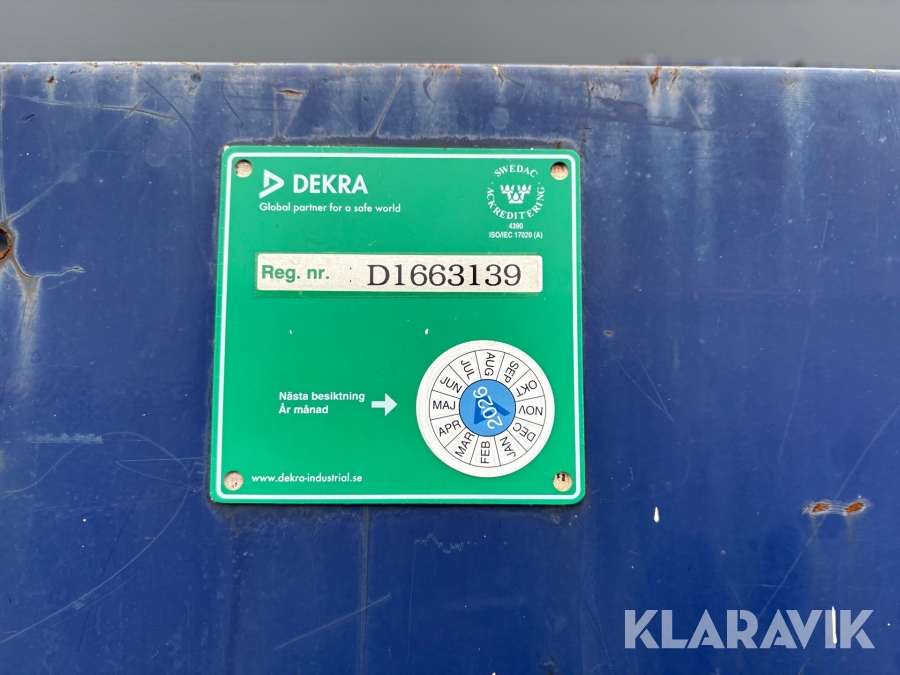 DEKRA
Global partner for a safe world
SWEDAC
ACKREDITERING
4390
ISO/IEC 17020 (A)
Reg. nr. D1663139
Nästa besiktning
År månad
JAN
FEB
MAR
APR
MAJ
JUN
JUL
AUG
SEP
OKT
NOV
DEC
2026
www.dekra-industrial.se
KLARAVIK